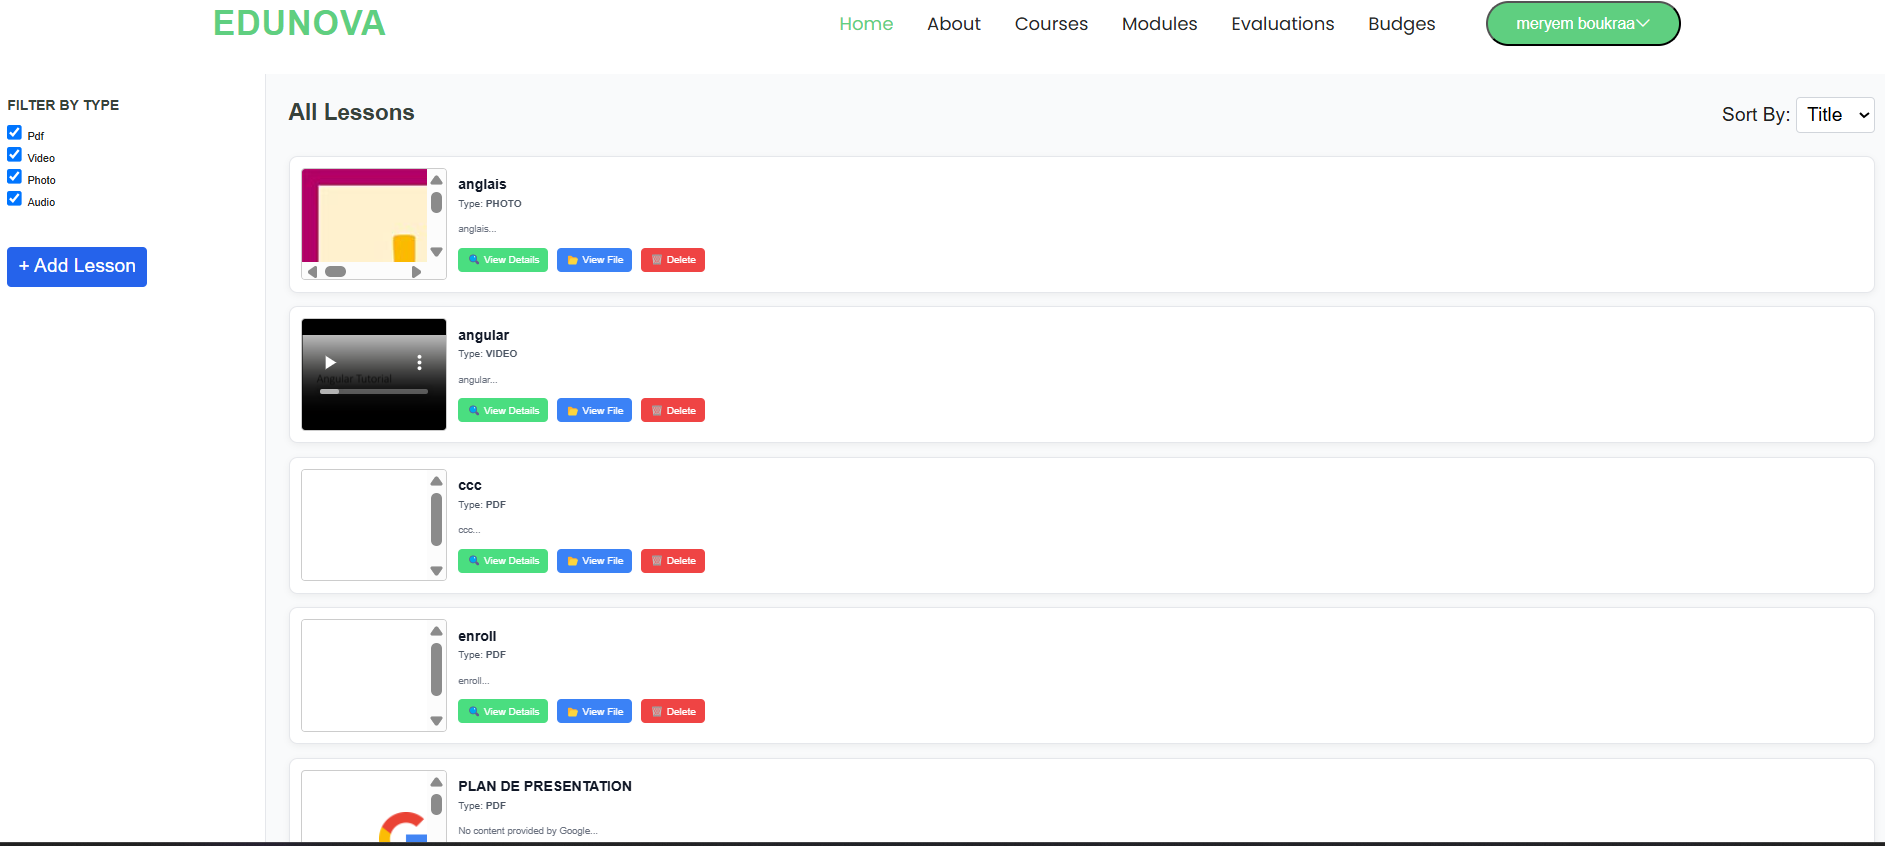 EDUNOVA
Home About Courses Modules Evaluations Budges meryem boukraa
FILTER BY TYPE
Pdf
Video
Photo
Audio
+ Add Lesson
All Lessons
Sort By: Title
anglais
Type: PHOTO
anglais...
View Details View File Delete
angular
Type: VIDEO
angular...
View Details View File Delete
Angular Tutorial
ccc
Type: PDF
ccc...
View Details View File Delete
enroll
Type: PDF
enroll...
View Details View File Delete
PLAN DE PRESENTATION
Type: PDF
No content provided by Google...